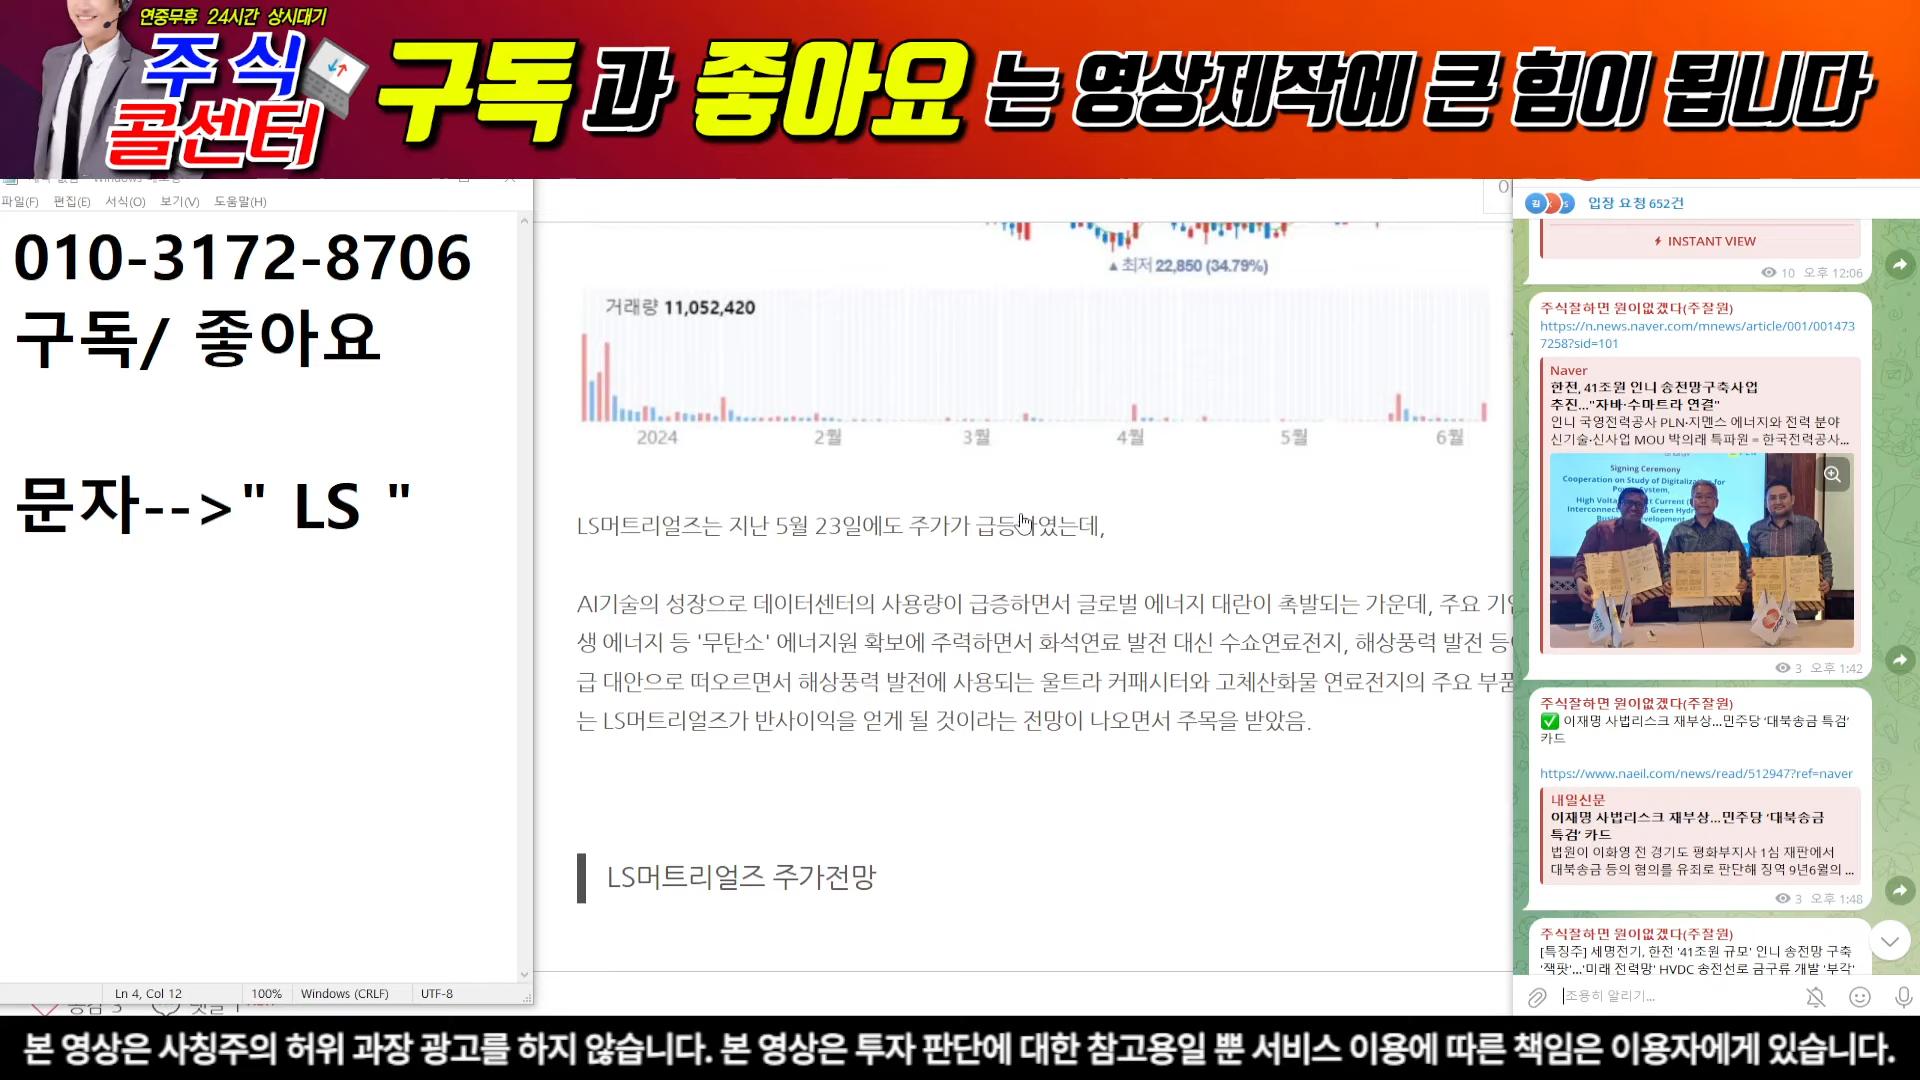 연중무휴 24시간 상시대기
주식
콜센터
구독과 좋아요는 영상제작에 큰 힘이 됩니다
파일(F) 편집(E) 서식(O) 보기(V) 도움말(H)
010-3172-8706
구독/ 좋아요
문자-->" LS "
Ln 4, Col 12 100% Windows (CRLF) UTF-8
▲최저 22,850 (34.79%)
거래량 11,052,420
2024 2월 3월 4월 5월 6월
LS머트리얼즈는 지난 5월 23일에도 주가가 급등하였는데,
AI기술의 성장으로 데이터센터의 사용량이 급증하면서 글로벌 에너지 대란이 촉발되는 가운데, 주요
생 에너지 등 '무탄소' 에너지원 확보에 주력하면서 화석연료 발전 대신 수소연료전지, 해상풍력 발전
급 대안으로 떠오르면서 해상풍력 발전에 사용되는 울트라 커패시터와 고체산화물 연료전지의 주요 부품
는 LS머트리얼즈가 반사이익을 얻게 될 것이라는 전망이 나오면서 주목을 받았음.
LS머트리얼즈 주가전망
김 s 입장 요청 652건
INSTANT VIEW
10 오후 12:06
주식잘하면 원이없겠다(주잘원)
https://n.news.naver.com/mnews/article/001/001473
7258?sid=101
Naver
한전, 41조원 인니 송전망구축사업
추진..."자바·수마트라 연결"
인니 국영전력공사 PLN·지멘스 에너지와 전력 분야
신기술·신사업 MOU 박의래 특파원 = 한국전력공사...
Signing Ceremony
Cooperation on Study of Digitalization for
3 오후 1:42
주식잘하면 원이없겠다(주잘원)
✅ 이재명 사법리스크 재부상...민주당 '대북송금 특검'
카드
https://www.naeil.com/news/read/512947?ref=naver
내일신문
이재명 사법리스크 재부상...민주당 '대북송금
특검' 카드
법원이 이화영 전 경기도 평화부지사 1심 재판에서
대북송금 등의 혐의를 유죄로 판단해 징역 9년6월의 ...
3 오후 1:48
주식잘하면 원이없겠다(주잘원)
[특징주] 세명전기, 한전 '41조원 규모' 인니 송전망 구축
'잭팟'...'미래 전력망' HVDC 송전선로 금구류 개발 '부각'
조용히 알리기...
본 영상은 사칭주의 허위 과장 광고를 하지 않습니다. 본 영상은 투자 판단에 대한 참고용일 뿐 서비스 이용에 따른 책임은 이용자에게 있습니다.